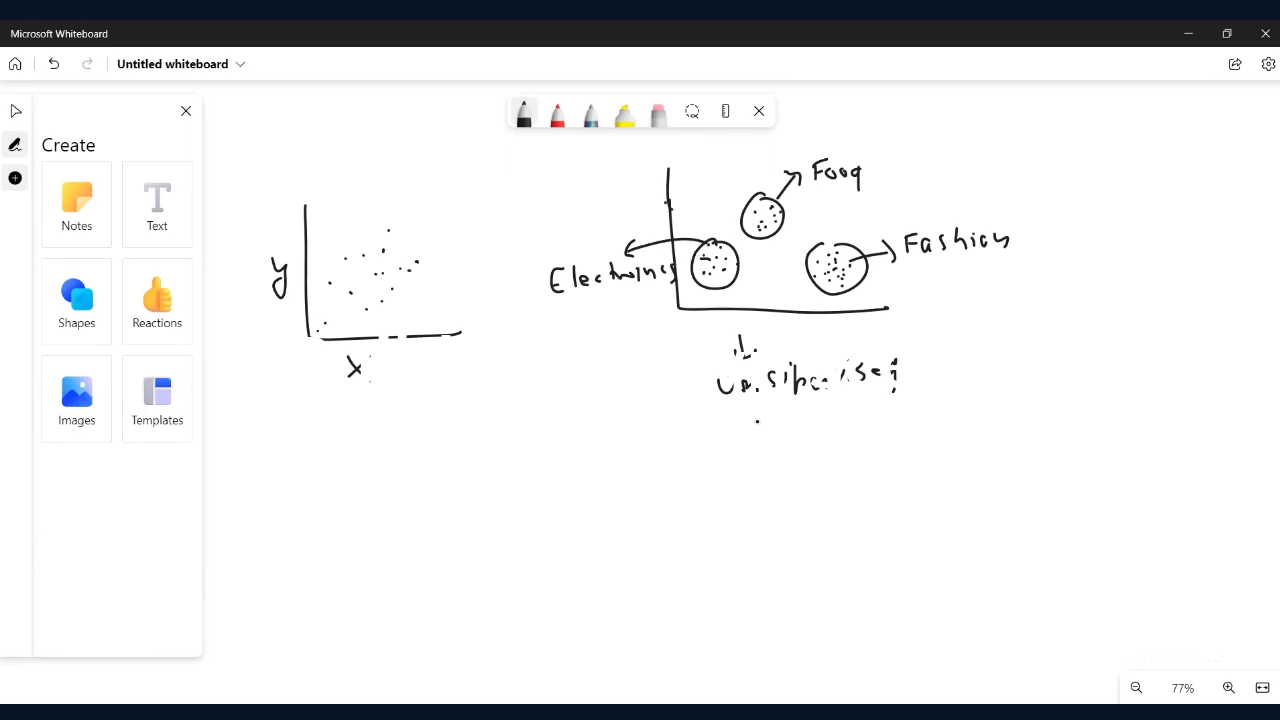 Microsoft Whiteboard
Untitled whiteboard
Create
Notes
Text
Shapes
Reactions
Images
Templates
y
x
Food
Electronics
Fashion
77%